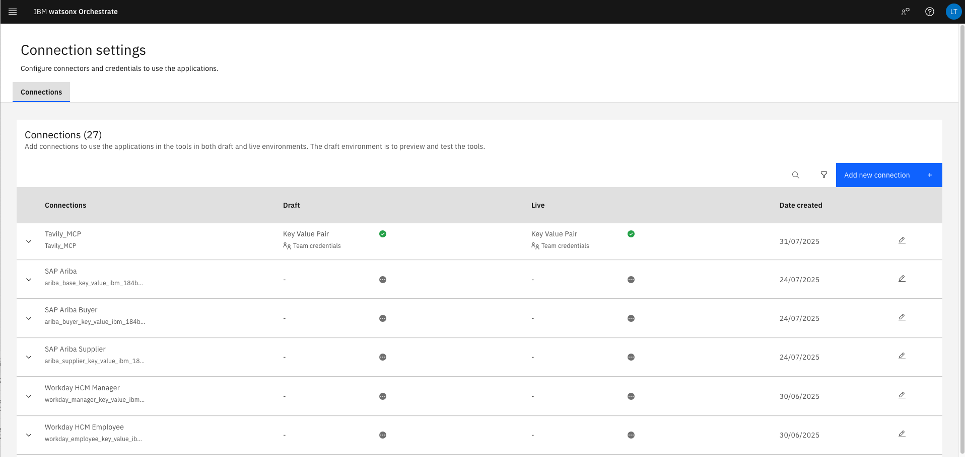 IBM watsonx Orchestrate
LT
Connection settings
Configure connectors and credentials to use the applications.
Connections
Connections (27)
Add connections to use the applications in the tools in both draft and live environments. The draft environment is to preview and test the tools.
Add new connection +
Connections Draft Live Date created
Tavily_MCP Key Value Pair Key Value Pair
Tavily_MCP Team credentials Team credentials 31/07/2025
SAP Ariba
ariba_base_key_value_ibm_184b... - - 24/07/2025
SAP Ariba Buyer
ariba_buyer_key_value_ibm_184b... - - 24/07/2025
SAP Ariba Supplier
ariba_supplier_key_value_ibm_18... - - 24/07/2025
Workday HCM Manager
workday_manager_key_value_ibm... - - 30/06/2025
Workday HCM Employee
workday_employee_key_value_ib... - - 30/06/2025